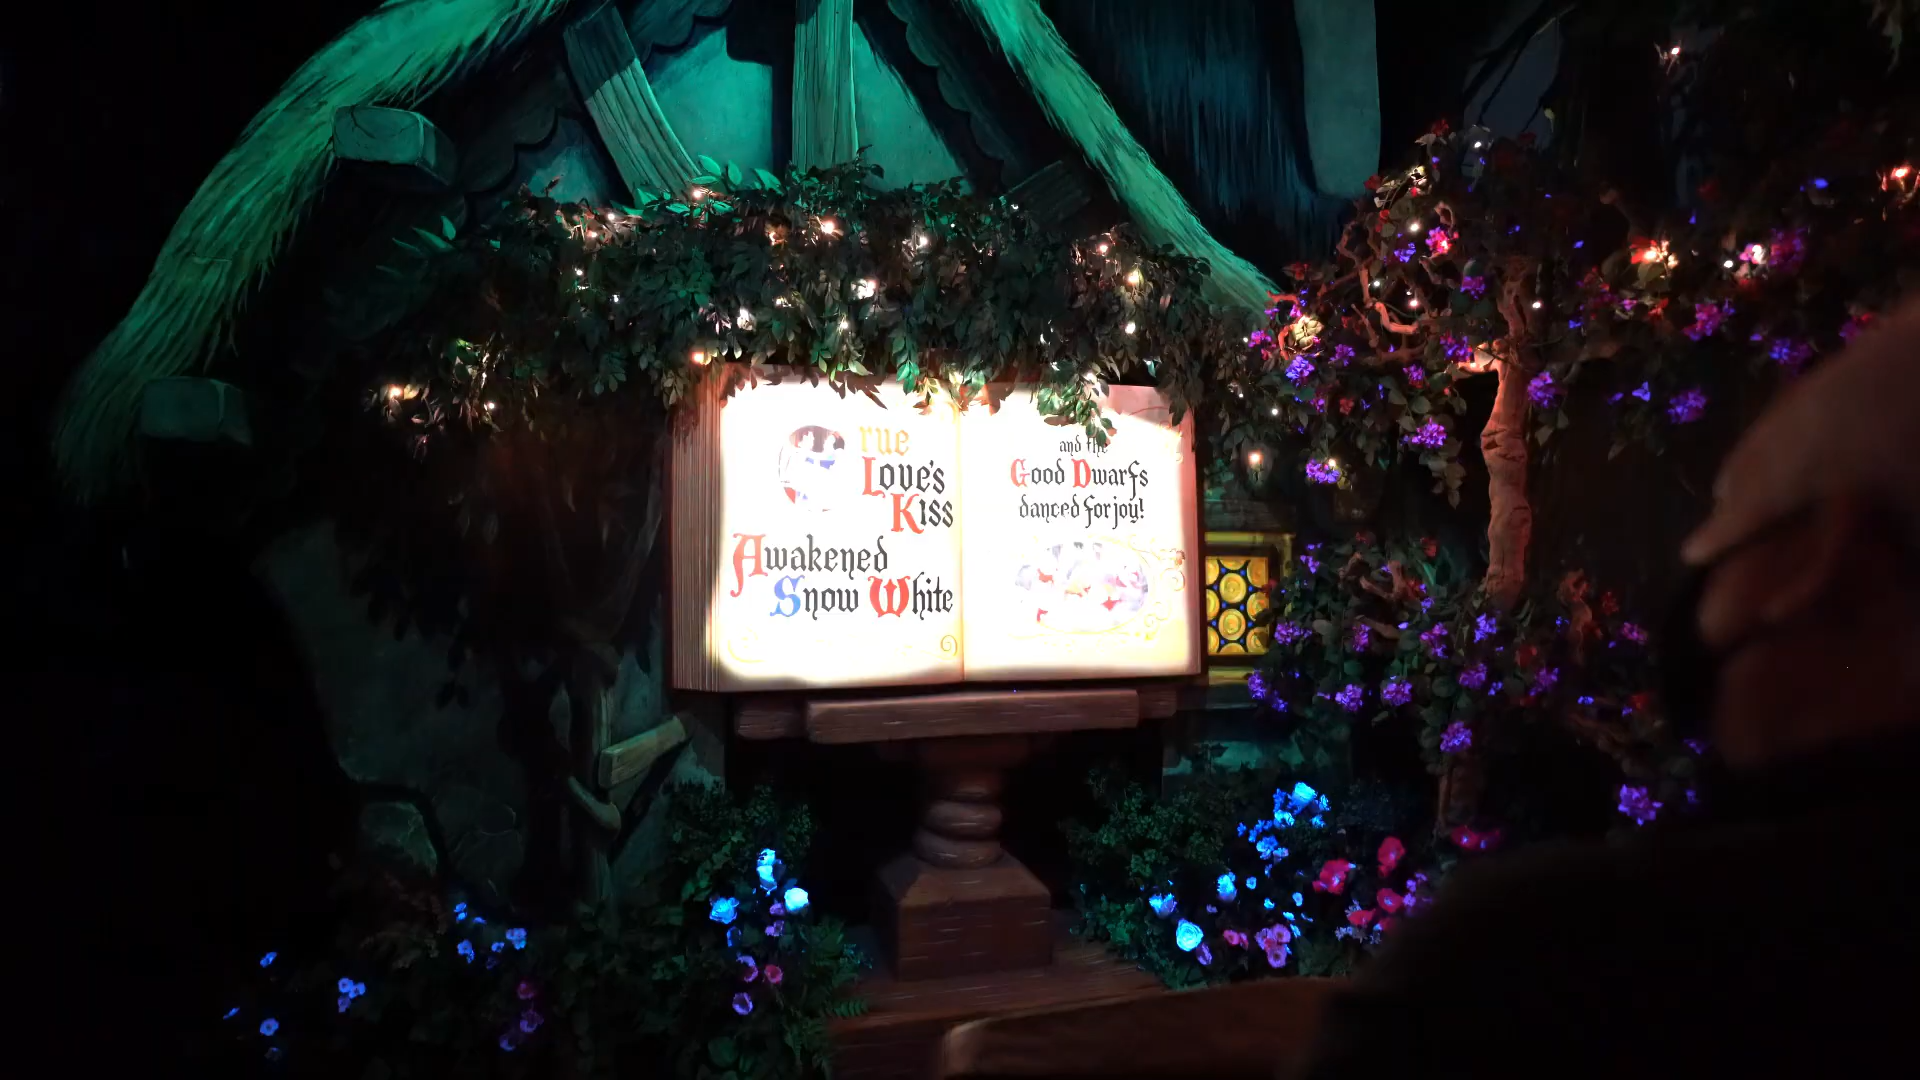 rue
Love's
Kiss
Awakened
Snow White
and the
Good Dwarfs
danced for joy!